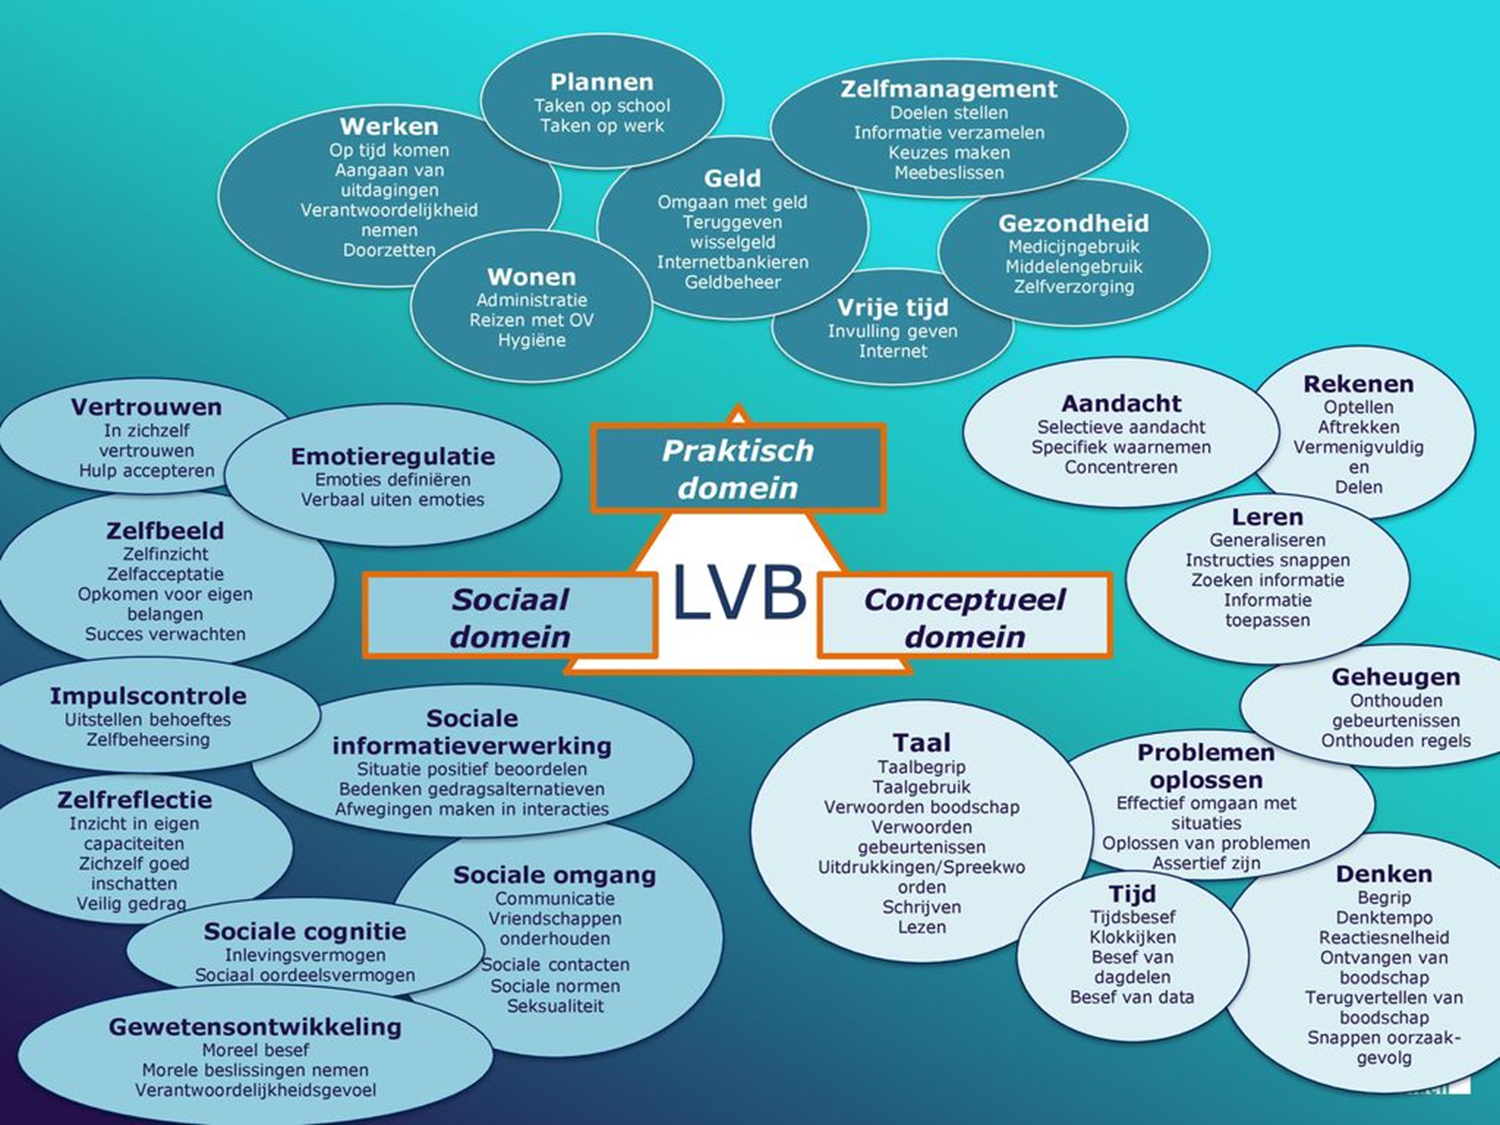 Plannen
Taken op school
Taken op werk
Zelfmanagement
Doelen stellen
Informatie verzamelen
Keuzes maken
Meebeslissen
Werken
Op tijd komen
Aangaan van
uitdagingen
Verantwoordelijkheid
nemen
Doorzetten
Geld
Omgaan met geld
Teruggeven
wisselgeld
Internetbankieren
Geldbeheer
Gezondheid
Medicijngebruik
Middelengebruik
Zelfverzorging
Wonen
Administratie
Reizen met OV
Hygiëne
Vrije tijd
Invulling geven
Internet
Vertrouwen
In zichzelf
vertrouwen
Hulp accepteren
Emotieregulatie
Emoties definiëren
Verbaal uiten emoties
Praktisch
domein
Aandacht
Selectieve aandacht
Specifiek waarnemen
Concentreren
Rekenen
Optellen
Aftrekken
Vermenigvuldig
en
Delen
Zelfbeeld
Zelfinzicht
Zelfacceptatie
Opkomen voor eigen
belangen
Succes verwachten
Sociaal
domein
LVB
Conceptueel
domein
Leren
Generaliseren
Instructies snappen
Zoeken informatie
Informatie
toepassen
Impulscontrole
Uitstellen behoeftes
Zelfbeheersing
Sociale
informatieverwerking
Situatie positief beoordelen
Bedenken gedragsalternatieven
Afwegingen maken in interacties
Geheugen
Onthouden
gebeurtenissen
Onthouden regels
Taal
Taalbegrip
Taalgebruik
Verwoorden boodschap
Verwoorden
gebeurtenissen
Uitdrukkingen/Spreekwo
orden
Schrijven
Lezen
Problemen
oplossen
Effectief omgaan met
situaties
Oplossen van problemen
Assertief zijn
Zelfreflectie
Inzicht in eigen
capaciteiten
Zichzelf goed
inschatten
Veilig gedrag
Sociale omgang
Communicatie
Vriendschappen
onderhouden
Sociale contacten
Sociale normen
Seksualiteit
Tijd
Tijdsbesef
Klokkijken
Besef van
dagdelen
Besef van data
Denken
Begrip
Denktempo
Reactiesnelheid
Ontvangen van
boodschap
Terugvertellen van
boodschap
Snappen oorzaak-
gevolg
Sociale cognitie
Inlevingsvermogen
Sociaal oordeelsvermogen
Gewetensontwikkeling
Moreel besef
Morele beslissingen nemen
Verantwoordelijkheidsgevoel